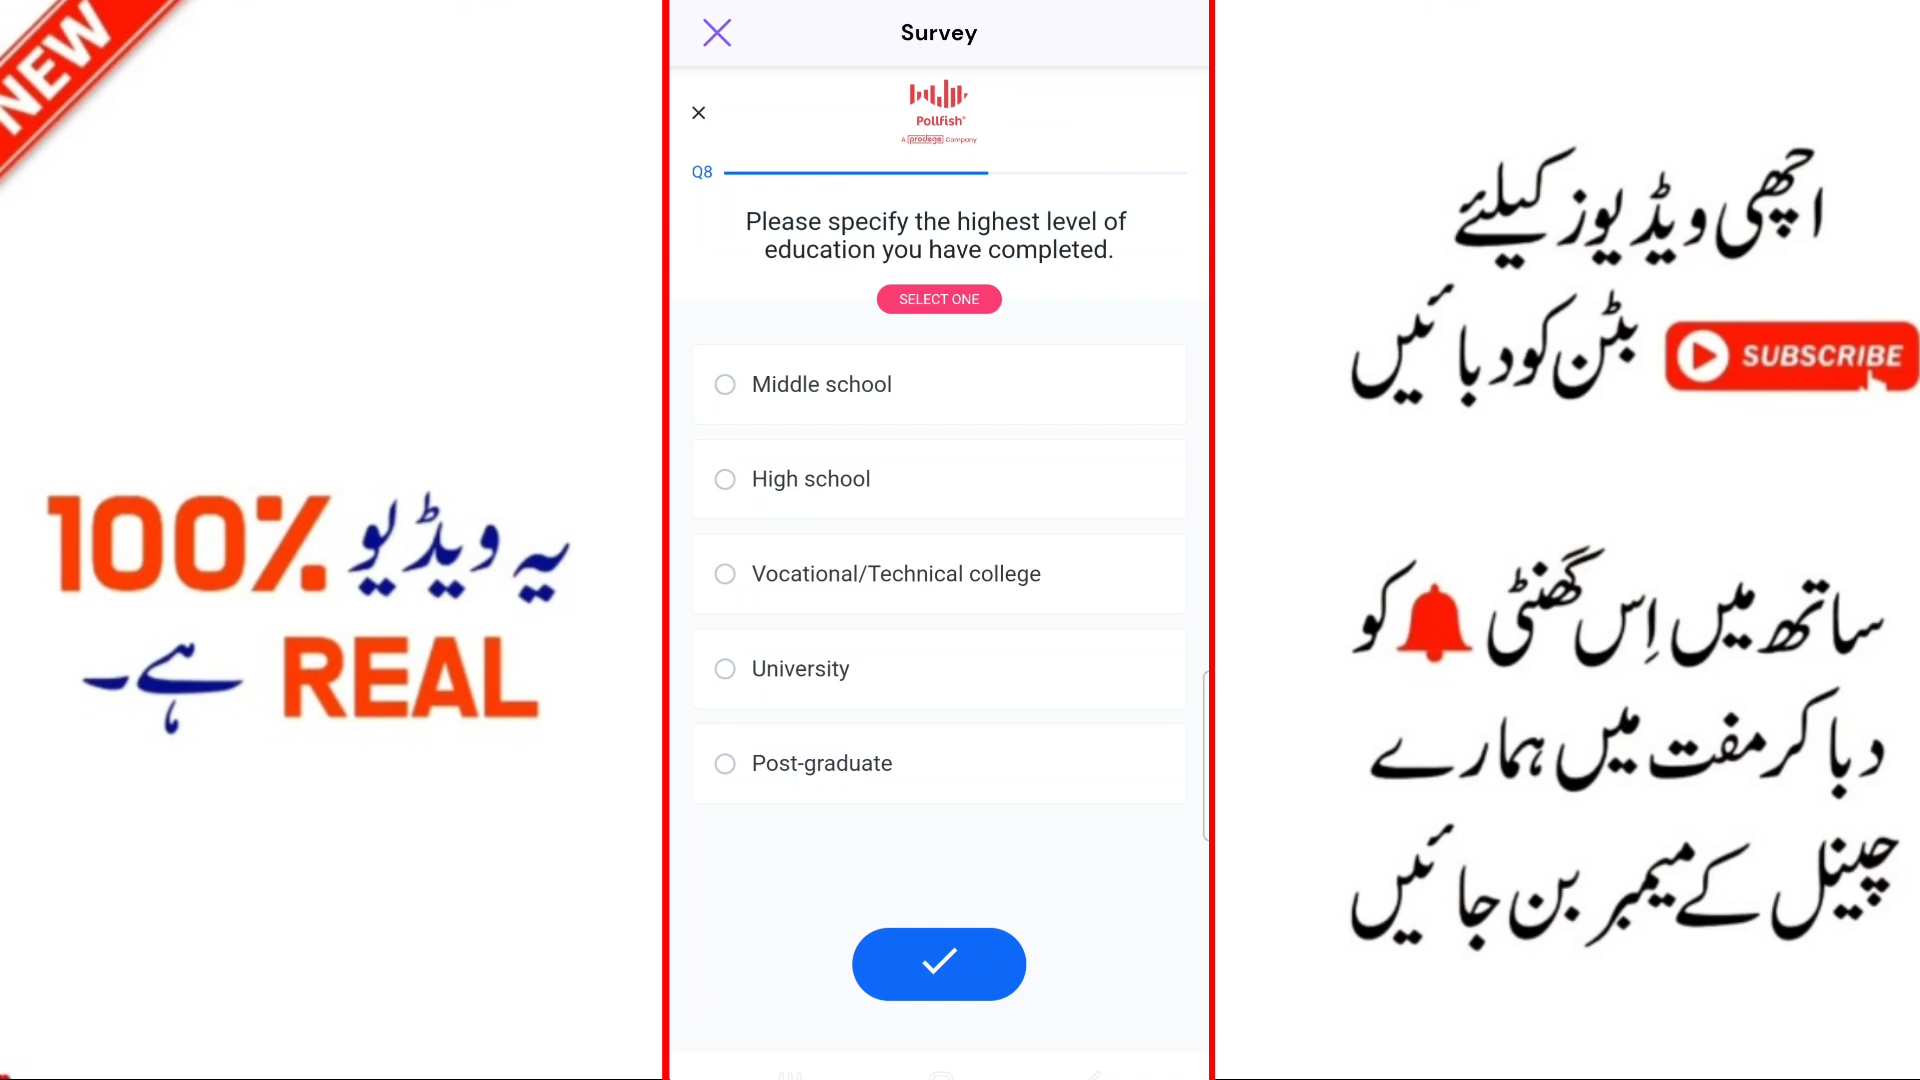 NEW
یہ ویڈیو 100%
REAL ہے۔
Survey
Pollfish®
A prodege Company
Q8
Please specify the highest level of
education you have completed.
SELECT ONE
Middle school
High school
Vocational/Technical college
University
Post-graduate
اچھی ویڈیوز کیلئے
بٹن کو دبائیں SUBSCRIBE
ساتھ میں اِس گھنٹی کو
دبا کر مفت میں ہمارے
چینل کے میمبر بن جائیں